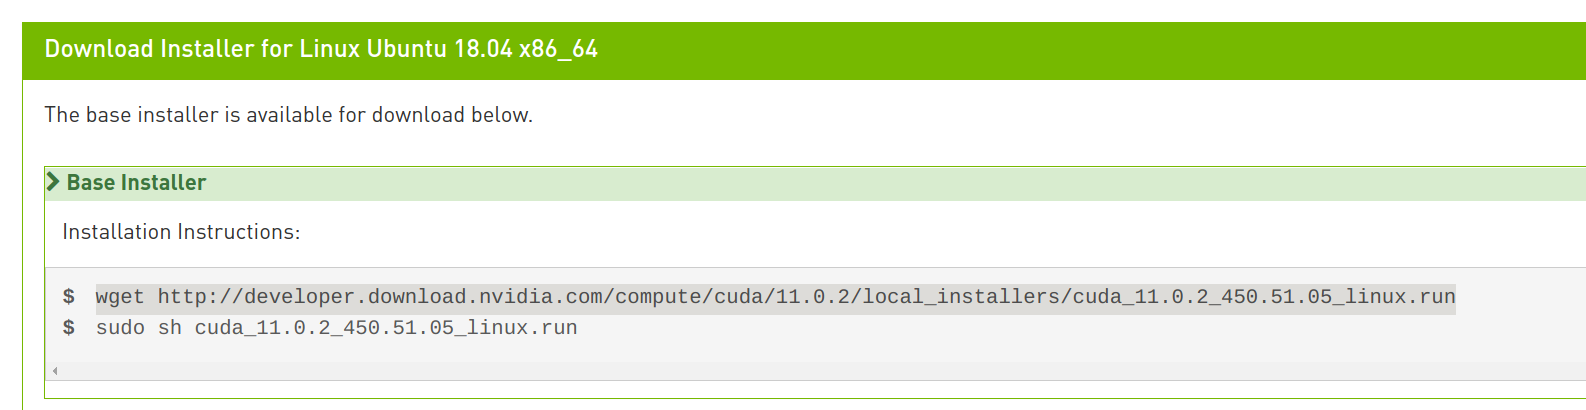 Download Installer for Linux Ubuntu 18.04 x86_64
The base installer is available for download below.
Base Installer
Installation Instructions:
$ wget http://developer.download.nvidia.com/compute/cuda/11.0.2/local_installers/cuda_11.0.2_450.51.05_linux.run
$ sudo sh cuda_11.0.2_450.51.05_linux.run